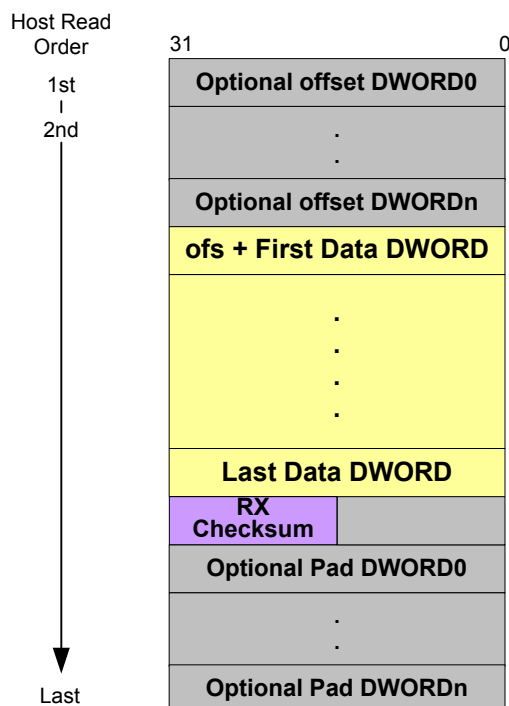 Host Read
Order
31
0
1st
2nd
Optional offset DWORD0
.
.
Optional offset DWORDn
ofs + First Data DWORD
.
.
.
.
Last Data DWORD
RX
Checksum
Optional Pad DWORD0
.
.
Last
Optional Pad DWORDn